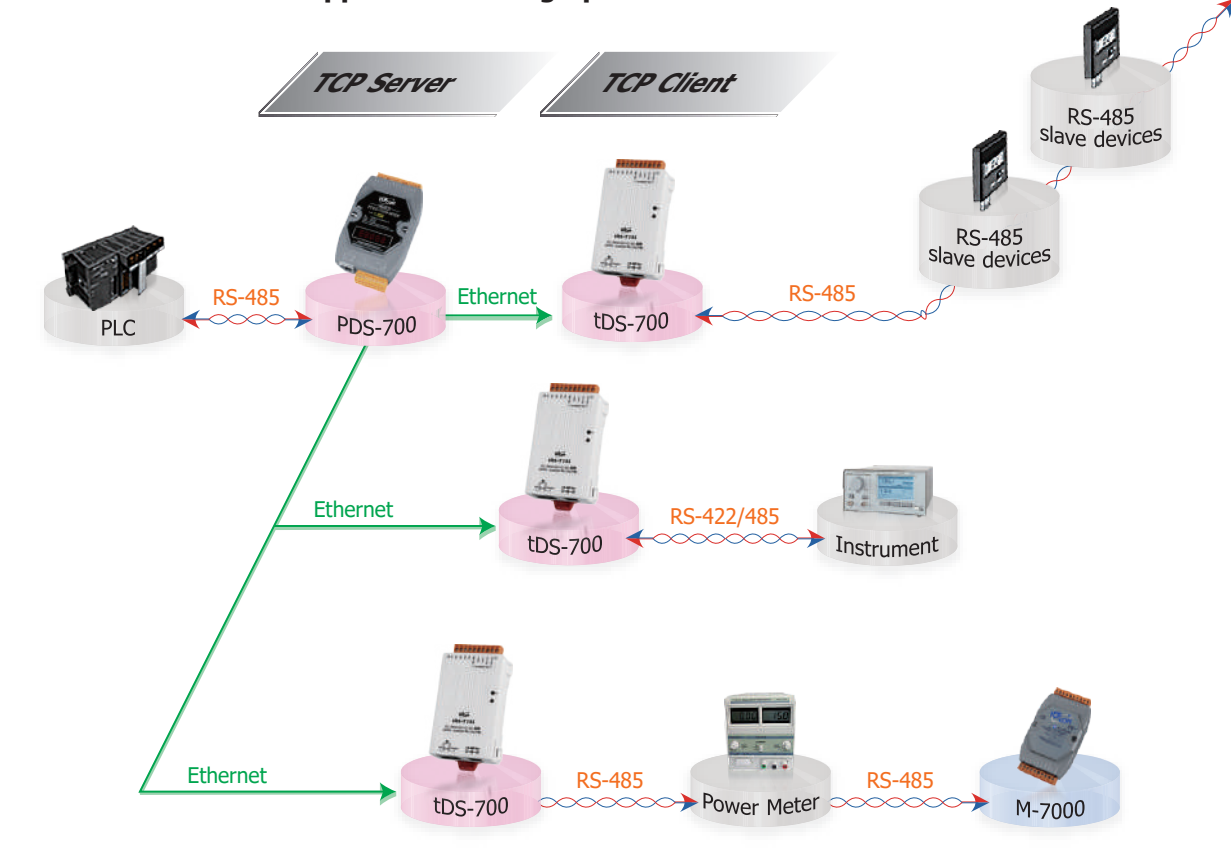 TCP Server
TCP Client
RS-485
slave devices
RS-485
slave devices
PLC
RS-485
PDS-700
Ethernet
tDS-700
RS-485
Ethernet
tDS-700
RS-422/485
Instrument
Ethernet
tDS-700
RS-485
Power Meter
RS-485
M-7000